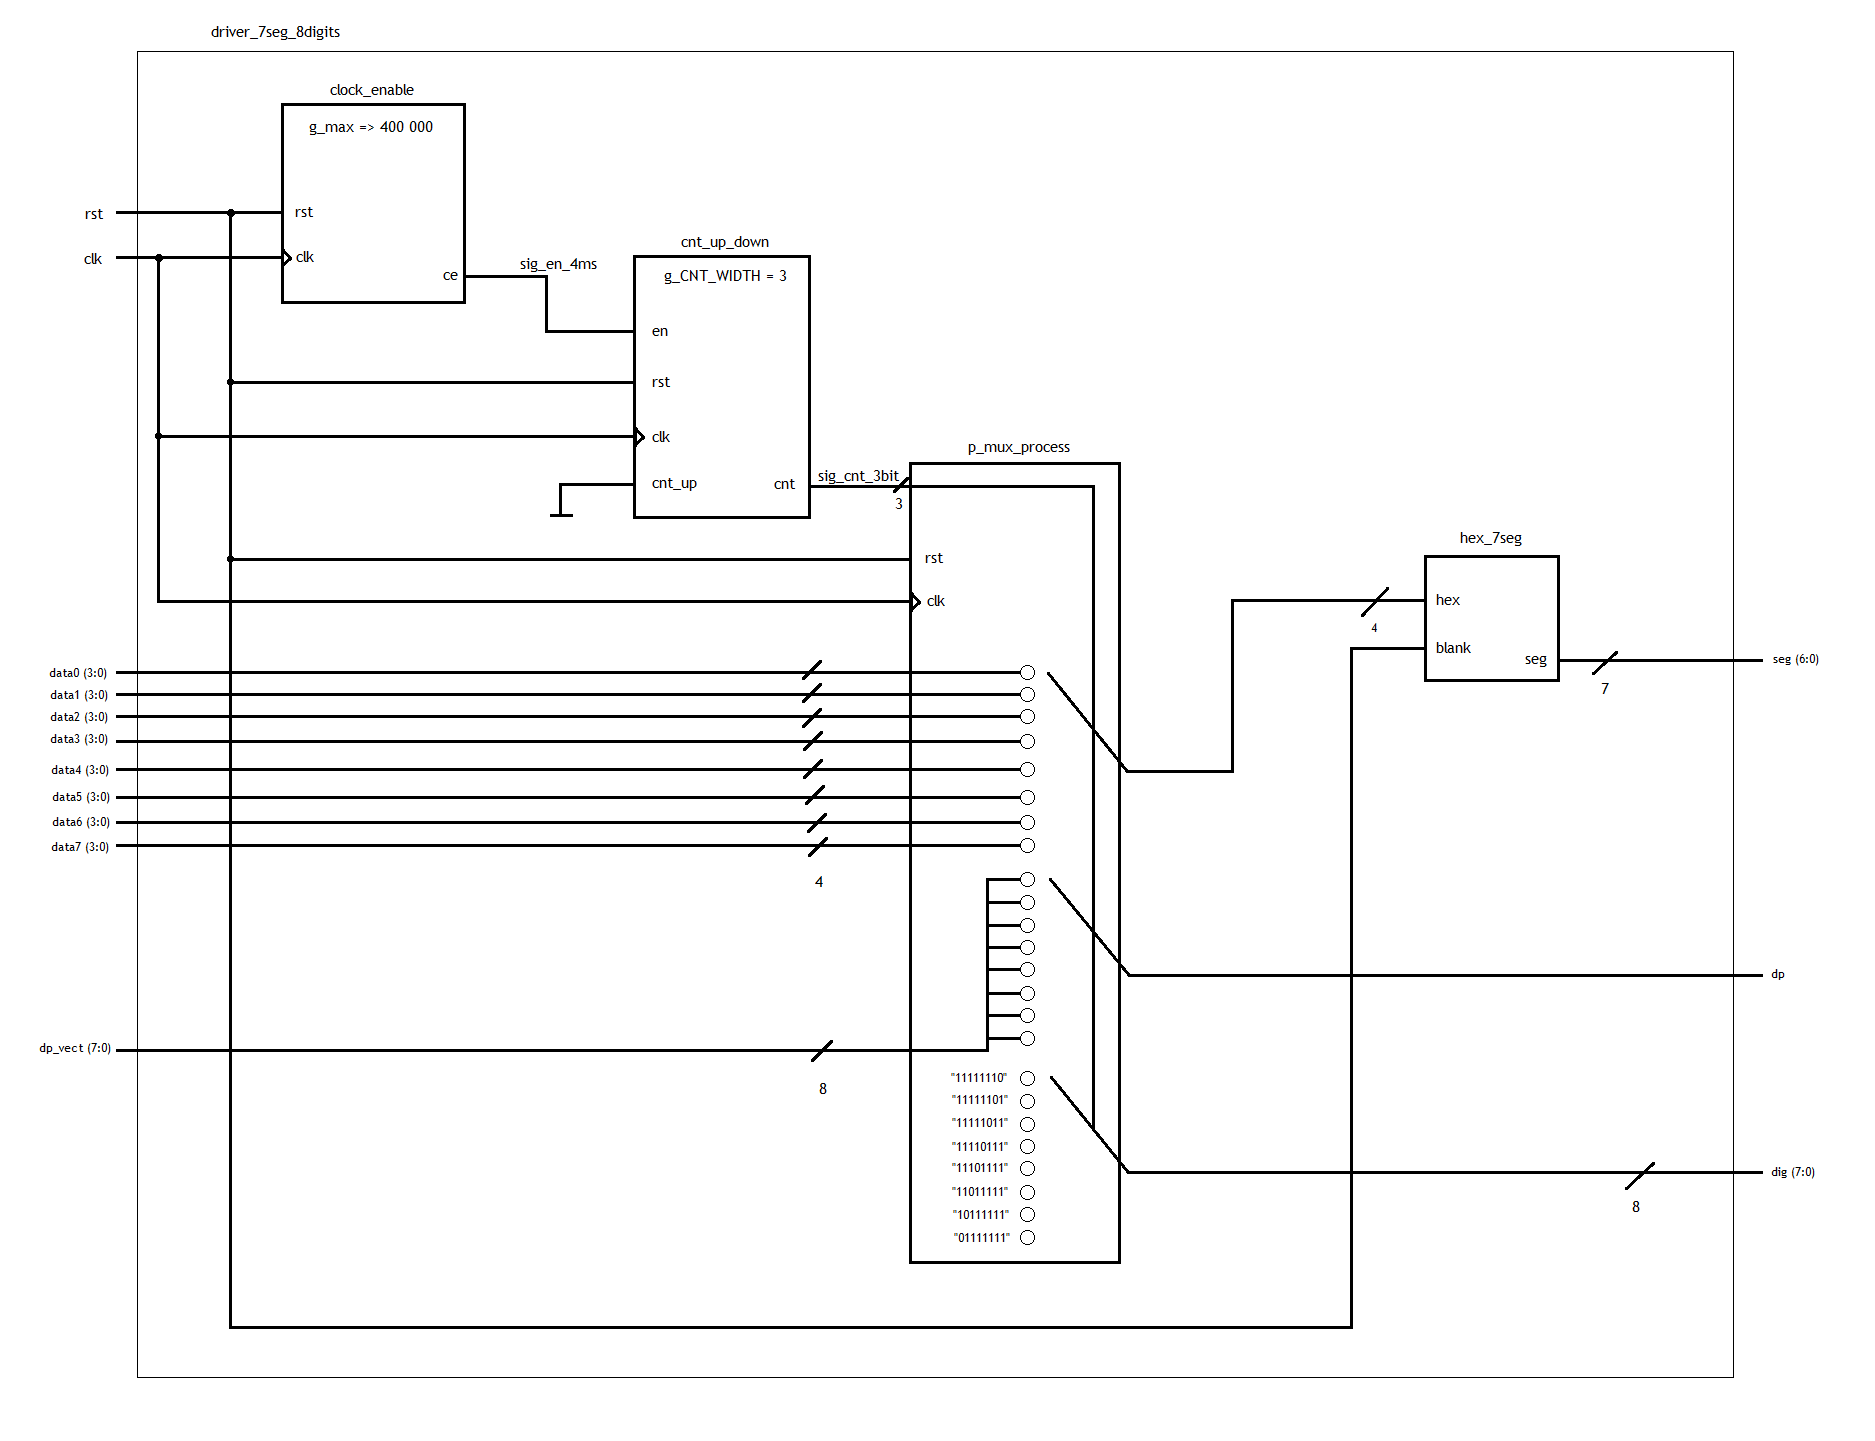 driver_7seg_8digits
clock_enable
g_max => 400 000
rst
rst
clk
clk
ce
sig_en_4ms
cnt_up_down
g_CNT_WIDTH = 3
en
rst
clk
cnt_up
cnt
sig_cnt_3bit
3
p_mux_process
rst
clk
hex_7seg
hex
4
blank
seg
7
seg (6:0)
data0 (3:0)
data1 (3:0)
data2 (3:0)
data3 (3:0)
data4 (3:0)
data5 (3:0)
data6 (3:0)
data7 (3:0)
4
dp
dp_vect (7:0)
8
"11111110"
"11111101"
"11111011"
"11110111"
"11101111"
"11011111"
"10111111"
"01111111"
dig (7:0)
8